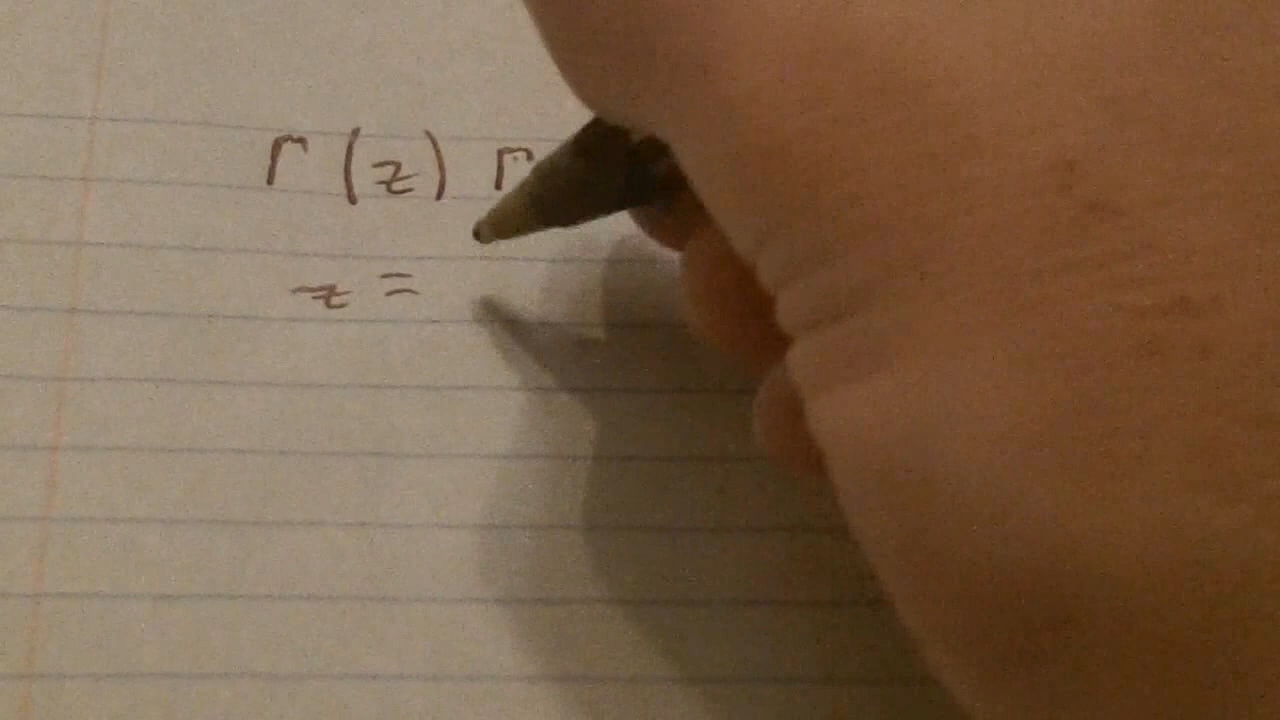 Γ(z) Γ
z =